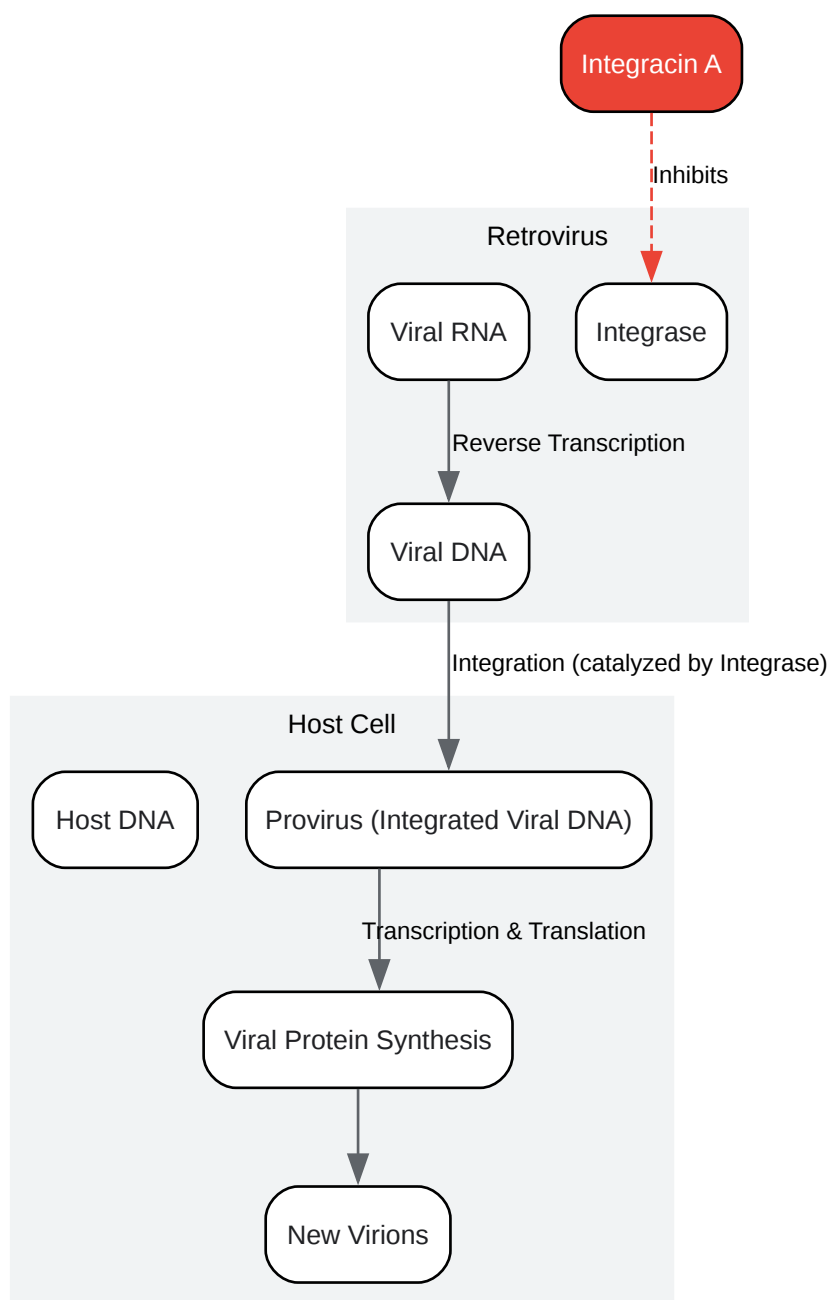 Integracin A
Inhibits
Retrovirus
Viral RNA
Integrase
Reverse Transcription
Viral DNA
Integration (catalyzed by Integrase)
Host Cell
Host DNA
Provirus (Integrated Viral DNA)
Transcription & Translation
Viral Protein Synthesis
New Virions